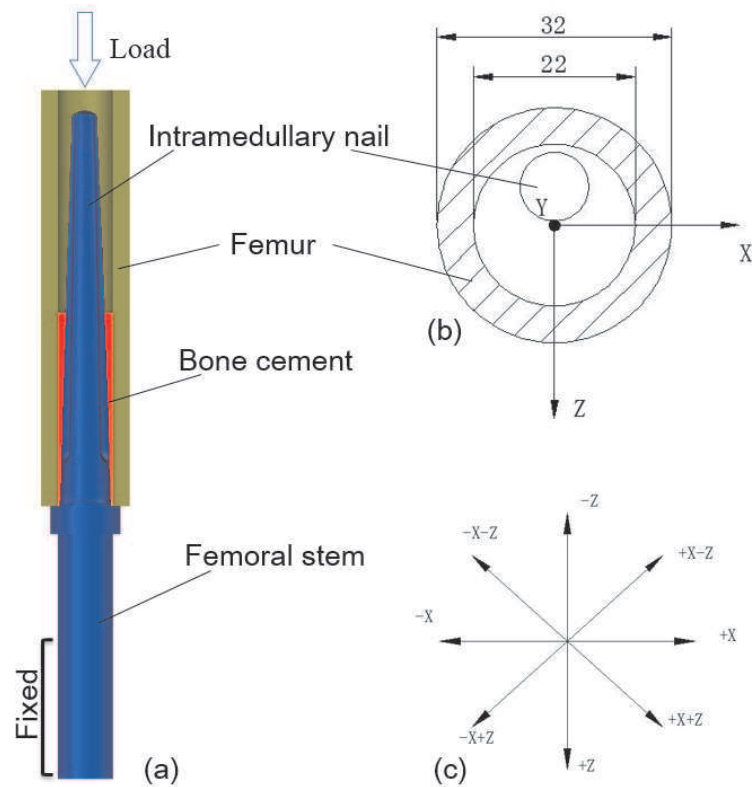 Load
Intramedullary nail
Femur
Bone cement
Femoral stem
Fixed
(a)
32
22
Y
X
(b)
Z
-Z
-X-Z
+X-Z
-X
+X
-X+Z
+X+Z
(c)
+Z